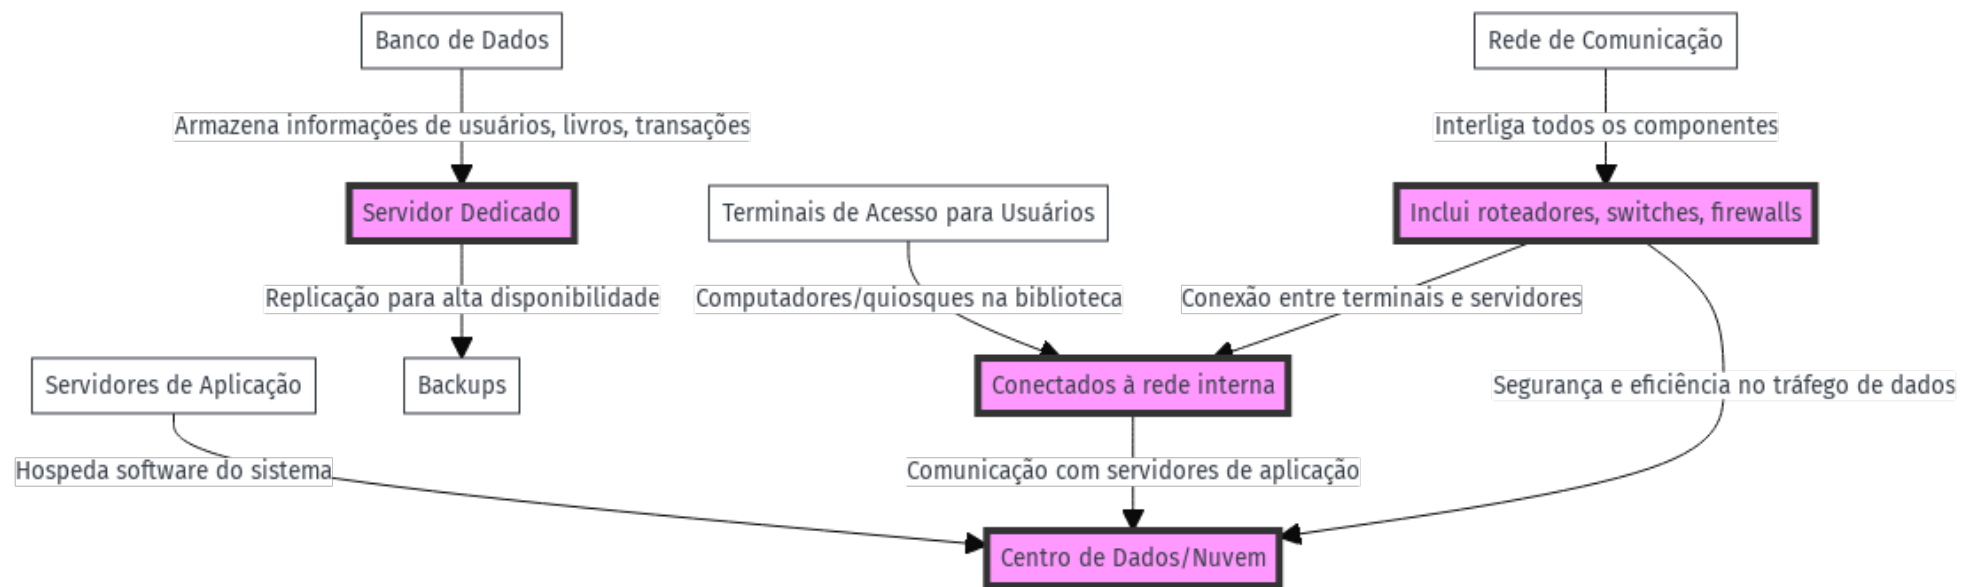 Banco de Dados
Rede de Comunicação
Armazena informações de usuários, livros, transações
Interliga todos os componentes
Servidor Dedicado
Terminais de Acesso para Usuários
Inclui roteadores, switches, firewalls
Replicação para alta disponibilidade
Computadores/quiosques na biblioteca
Conexão entre terminais e servidores
Servidores de Aplicação
Backups
Conectados à rede interna
Segurança e eficiência no tráfego de dados
Hospeda software do sistema
Comunicação com servidores de aplicação
Centro de Dados/Nuvem